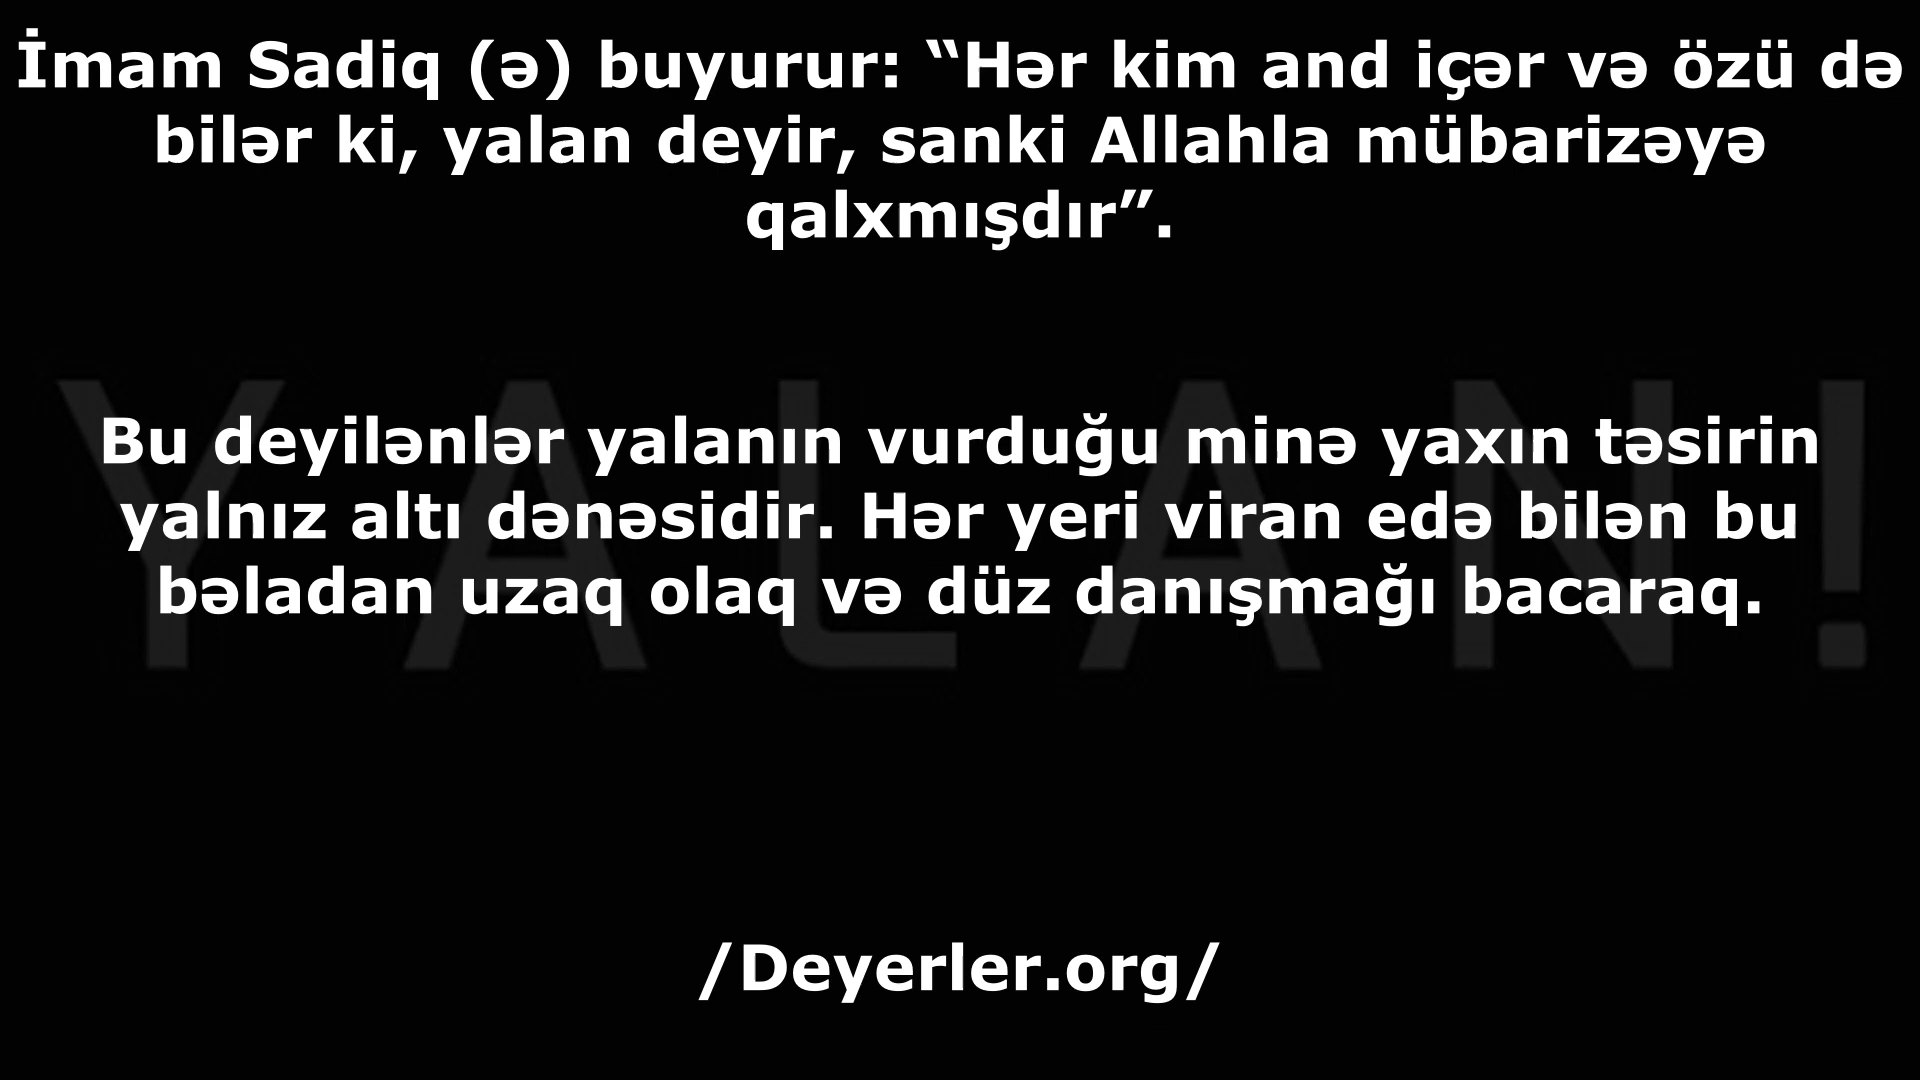 İmam Sadiq (ə) buyurur: “Hər kim and içər və özü də
bilər ki, yalan deyir, sanki Allahla mübarizəyə
qalxmışdır”.
YALAN!
Bu deyilənlər yalanın vurduğu minə yaxın təsirin
yalnız altı dənəsidir. Hər yeri viran edə bilən bu
bəladan uzaq olaq və düz danışmağı bacaraq.
/Deyerler.org/